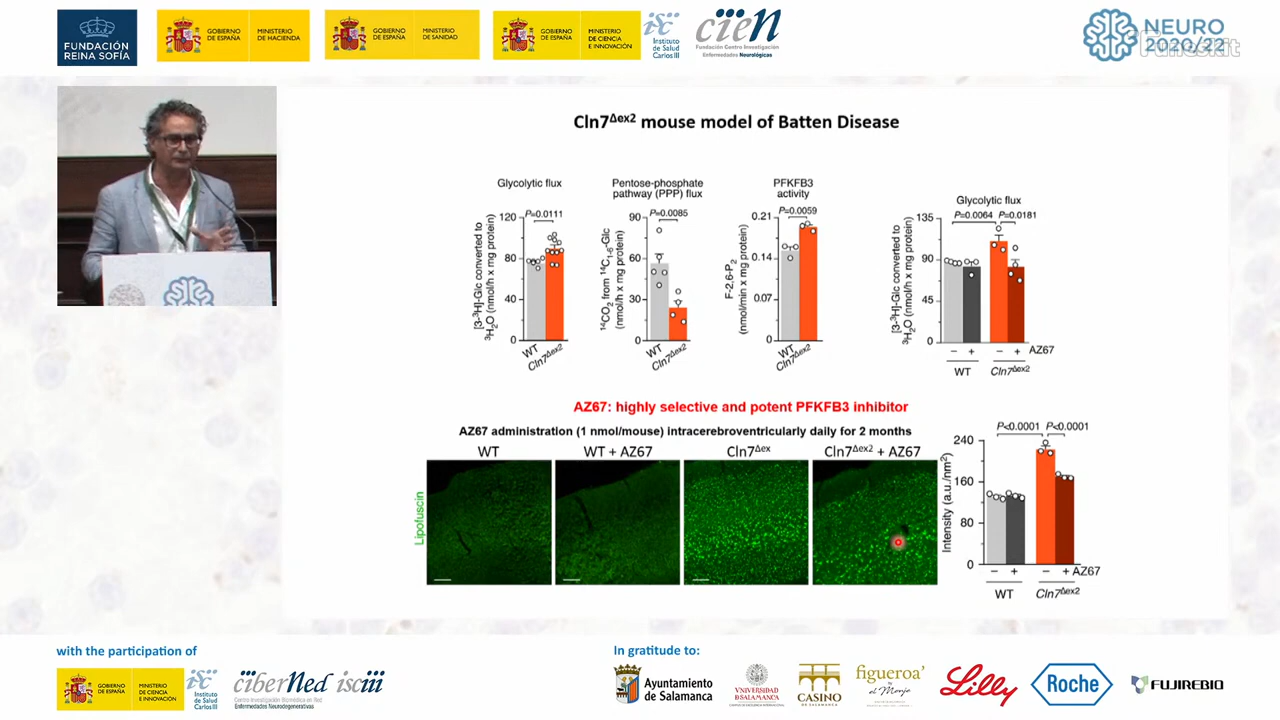 FUNDACIÓN
REINA SOFÍA
GOBIERNO
DE ESPAÑA
MINISTERIO
DE HACIENDA
GOBIERNO
DE ESPAÑA
MINISTERIO
DE SANIDAD
GOBIERNO
DE ESPAÑA
MINISTERIO
DE CIENCIA
E INNOVACIÓN
isc
Instituto
de Salud
Carlos III
cien
Fundación Centro Investigación
Enfermedades Neurológicas
NEURO
2020/22
Cln7Δex2 mouse model of Batten Disease
Glycolytic flux
P=0.0111
[3-3H]-Glc converted to
3H2O (nmol/h x mg protein)
120
80
40
0
WT
Cln7Δex2
Pentose-phosphate
pathway (PPP) flux
P=0.0085
14CO2 from 14C1-6-Glc
(nmol/h x mg protein)
90
60
30
0
WT
Cln7Δex2
PFKFB3
activity
P=0.0059
F-2,6-P2
(nmol/min x mg protein)
0.21
0.14
0.07
0
WT
Cln7Δex2
Glycolytic flux
P=0.0064
P=0.0181
[3-3H]-Glc converted to
3H2O (nmol/h x mg protein)
135
90
45
0
– + – + AZ67
WT
Cln7Δex2
AZ67: highly selective and potent PFKFB3 inhibitor
AZ67 administration (1 nmol/mouse) intracerebroventricularly daily for 2 months
WT
WT + AZ67
Cln7Δex
Cln7Δex2 + AZ67
Lipofuscin
P<0.0001
P<0.0001
Intensity (a.u./nm2)
240
160
80
0
– + – + AZ67
WT
Cln7Δex2
with the participation of
In gratitude to:
GOBIERNO
DE ESPAÑA
MINISTERIO
DE CIENCIA
E INNOVACIÓN
isc
Instituto
de Salud
Carlos III
ciberNed isciii
Centro Investigación Biomédica en Red
Enfermedades Neurodegenerativas
Ayuntamiento
de Salamanca
VNIVERSIDAD
D SALAMANCA
CASINO
DE SALAMANCA
figueroa'
by
el Monje
Lilly
Roche
FUJIREBIO